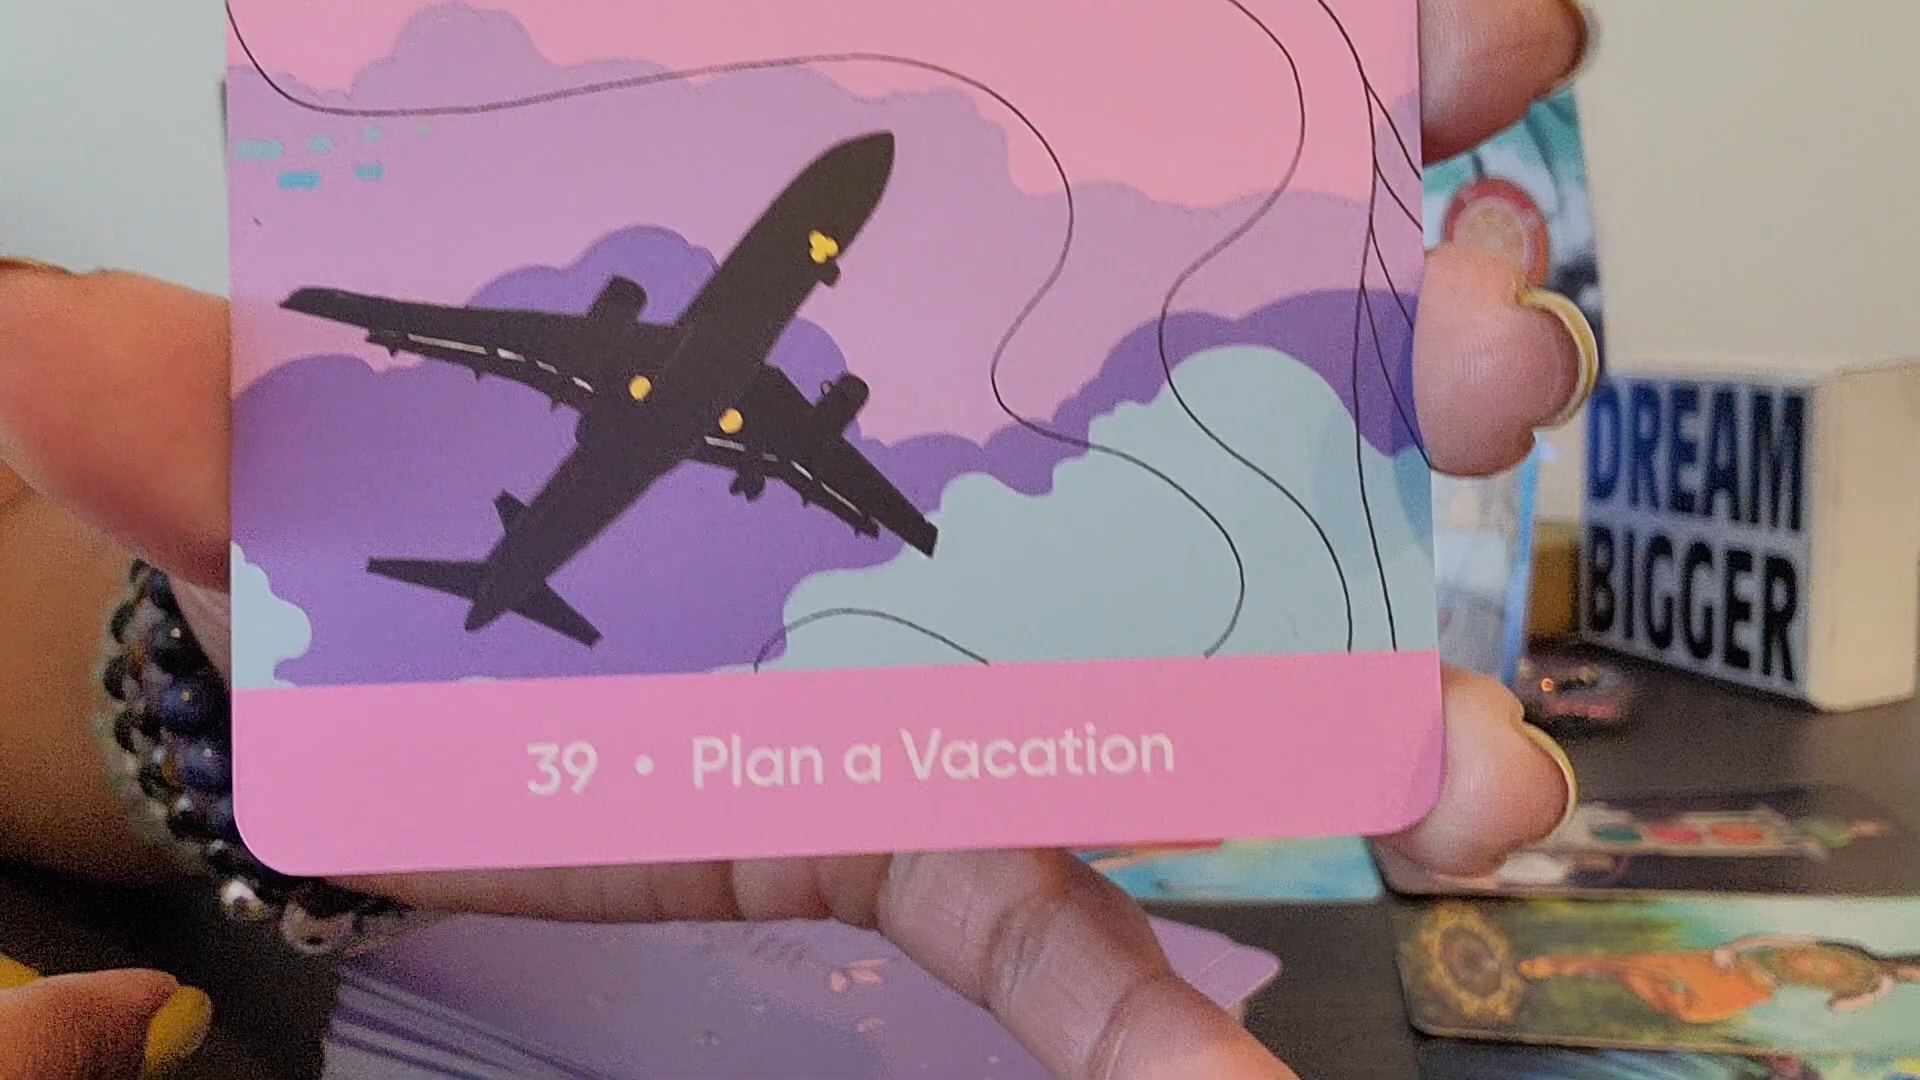 DREAM
BIGGER
39 • Plan a Vacation